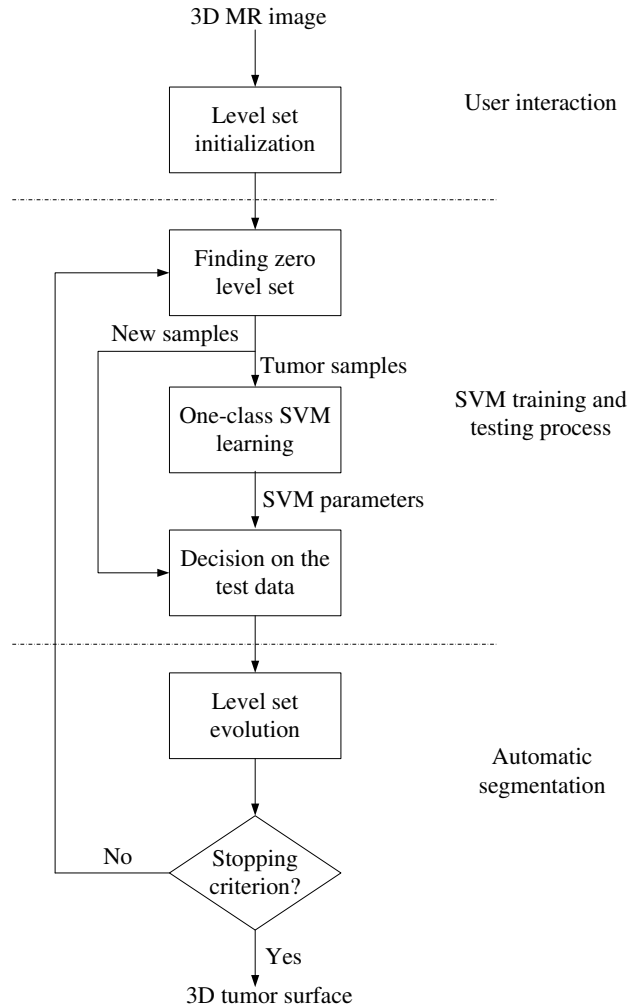 3D MR image
User interaction
Level set
initialization
Finding zero
level set
New samples
Tumor samples
One-class SVM
learning
SVM training and
testing process
SVM parameters
Decision on the
test data
Level set
evolution
Automatic
segmentation
No
Stopping
criterion?
Yes
3D tumor surface